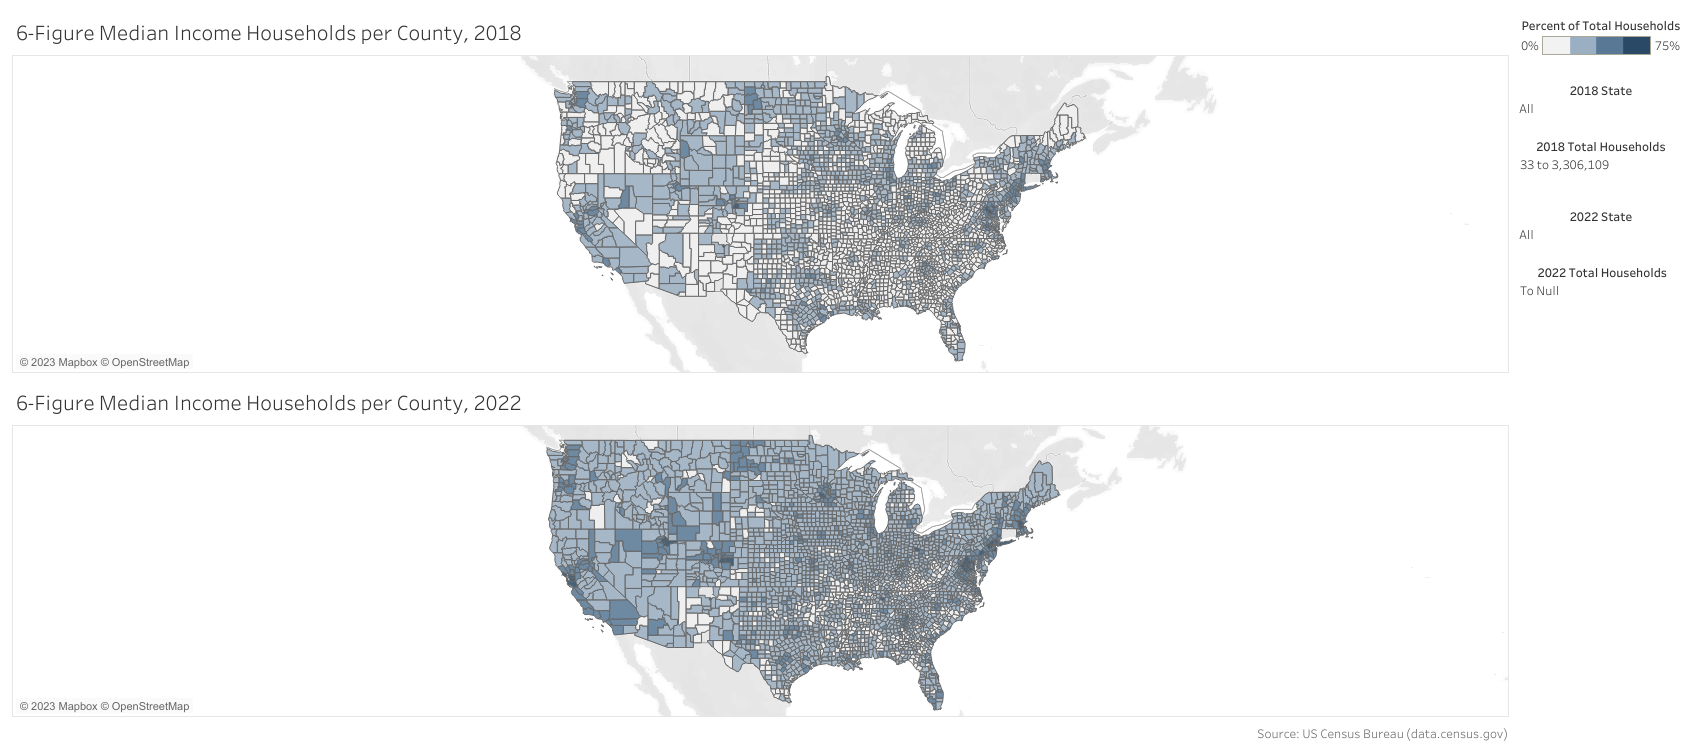 6-Figure Median Income Households per County, 2018
Percent of Total Households
0% 75%
2018 State
All
2018 Total Households
33 to 3,306,109
2022 State
All
2022 Total Households
To Null
© 2023 Mapbox © OpenStreetMap
6-Figure Median Income Households per County, 2022
© 2023 Mapbox © OpenStreetMap
Source: US Census Bureau (data.census.gov)